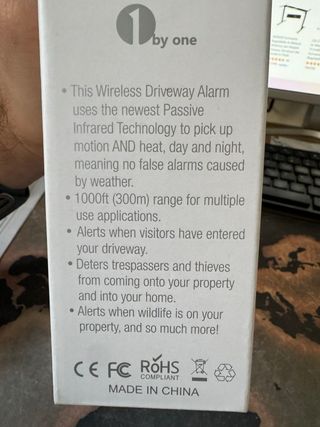 1
by one
• This Wireless Driveway Alarm
uses the newest Passive
Infrared Technology to pick up
motion AND heat, day and night,
meaning no false alarms caused
by weather.
• 1000ft (300m) range for multiple
use applications.
• Alerts when visitors have entered
your driveway.
• Deters trespassers and thieves
from coming onto your property
and into your home.
• Alerts when wildlife is on your
property, and so much more!
CE FC RoHS
COMPLIANT
MADE IN CHINA